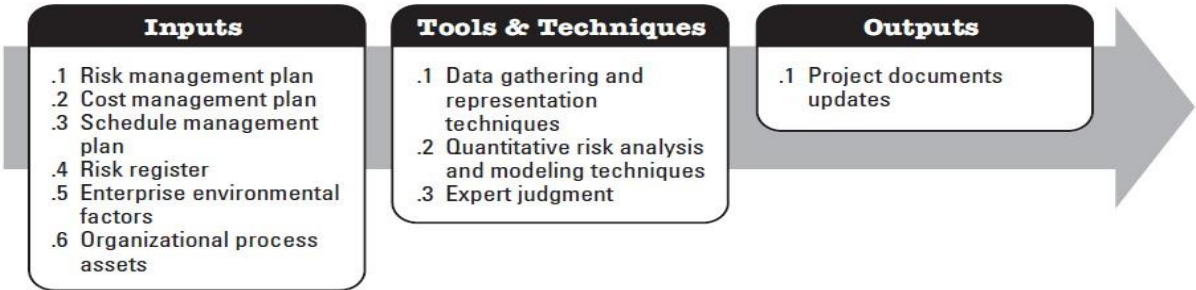 Inputs
.1 Risk management plan
.2 Cost management plan
.3 Schedule management
plan
.4 Risk register
.5 Enterprise environmental
factors
.6 Organizational process
assets
Tools & Techniques
.1 Data gathering and
representation
techniques
.2 Quantitative risk analysis
and modeling techniques
.3 Expert judgment
Outputs
.1 Project documents
updates